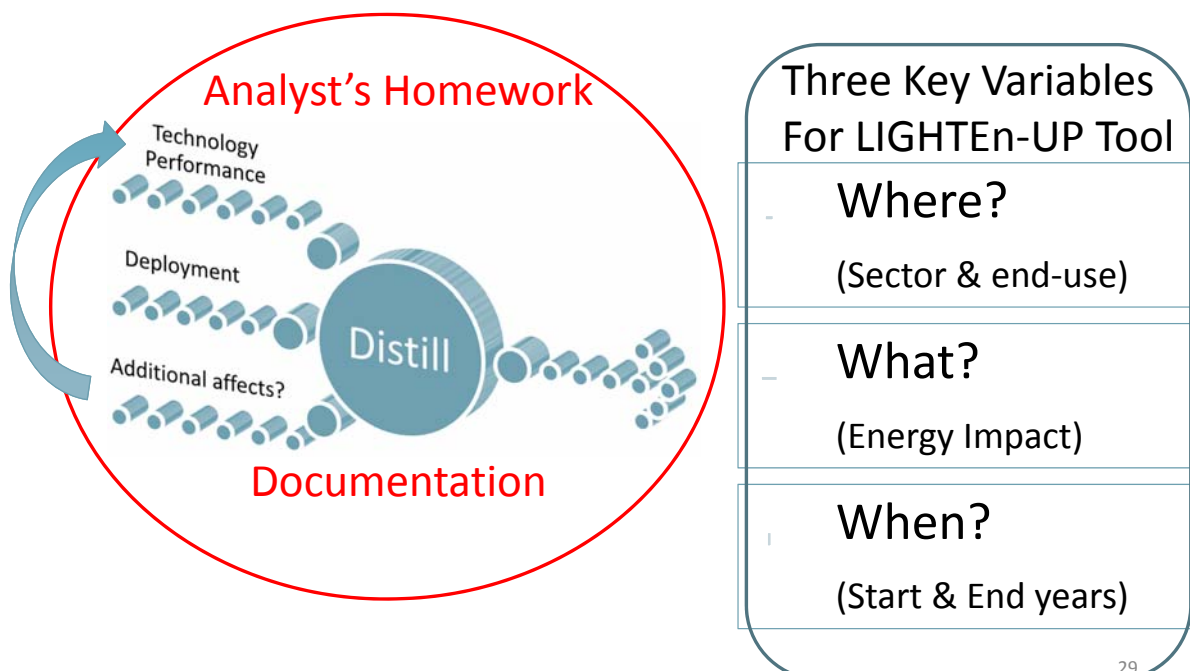 Analyst’s Homework
Technology
Performance
Deployment
Additional affects?
Distill
Documentation
Three Key Variables
For LIGHTEn-UP Tool
Where?
(Sector & end-use)
What?
(Energy Impact)
When?
(Start & End years)
29